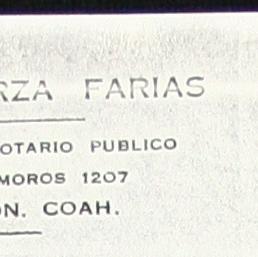 RZA FARIAS
OTARIO PUBLICO
MOROS 1207
ON. COAH.